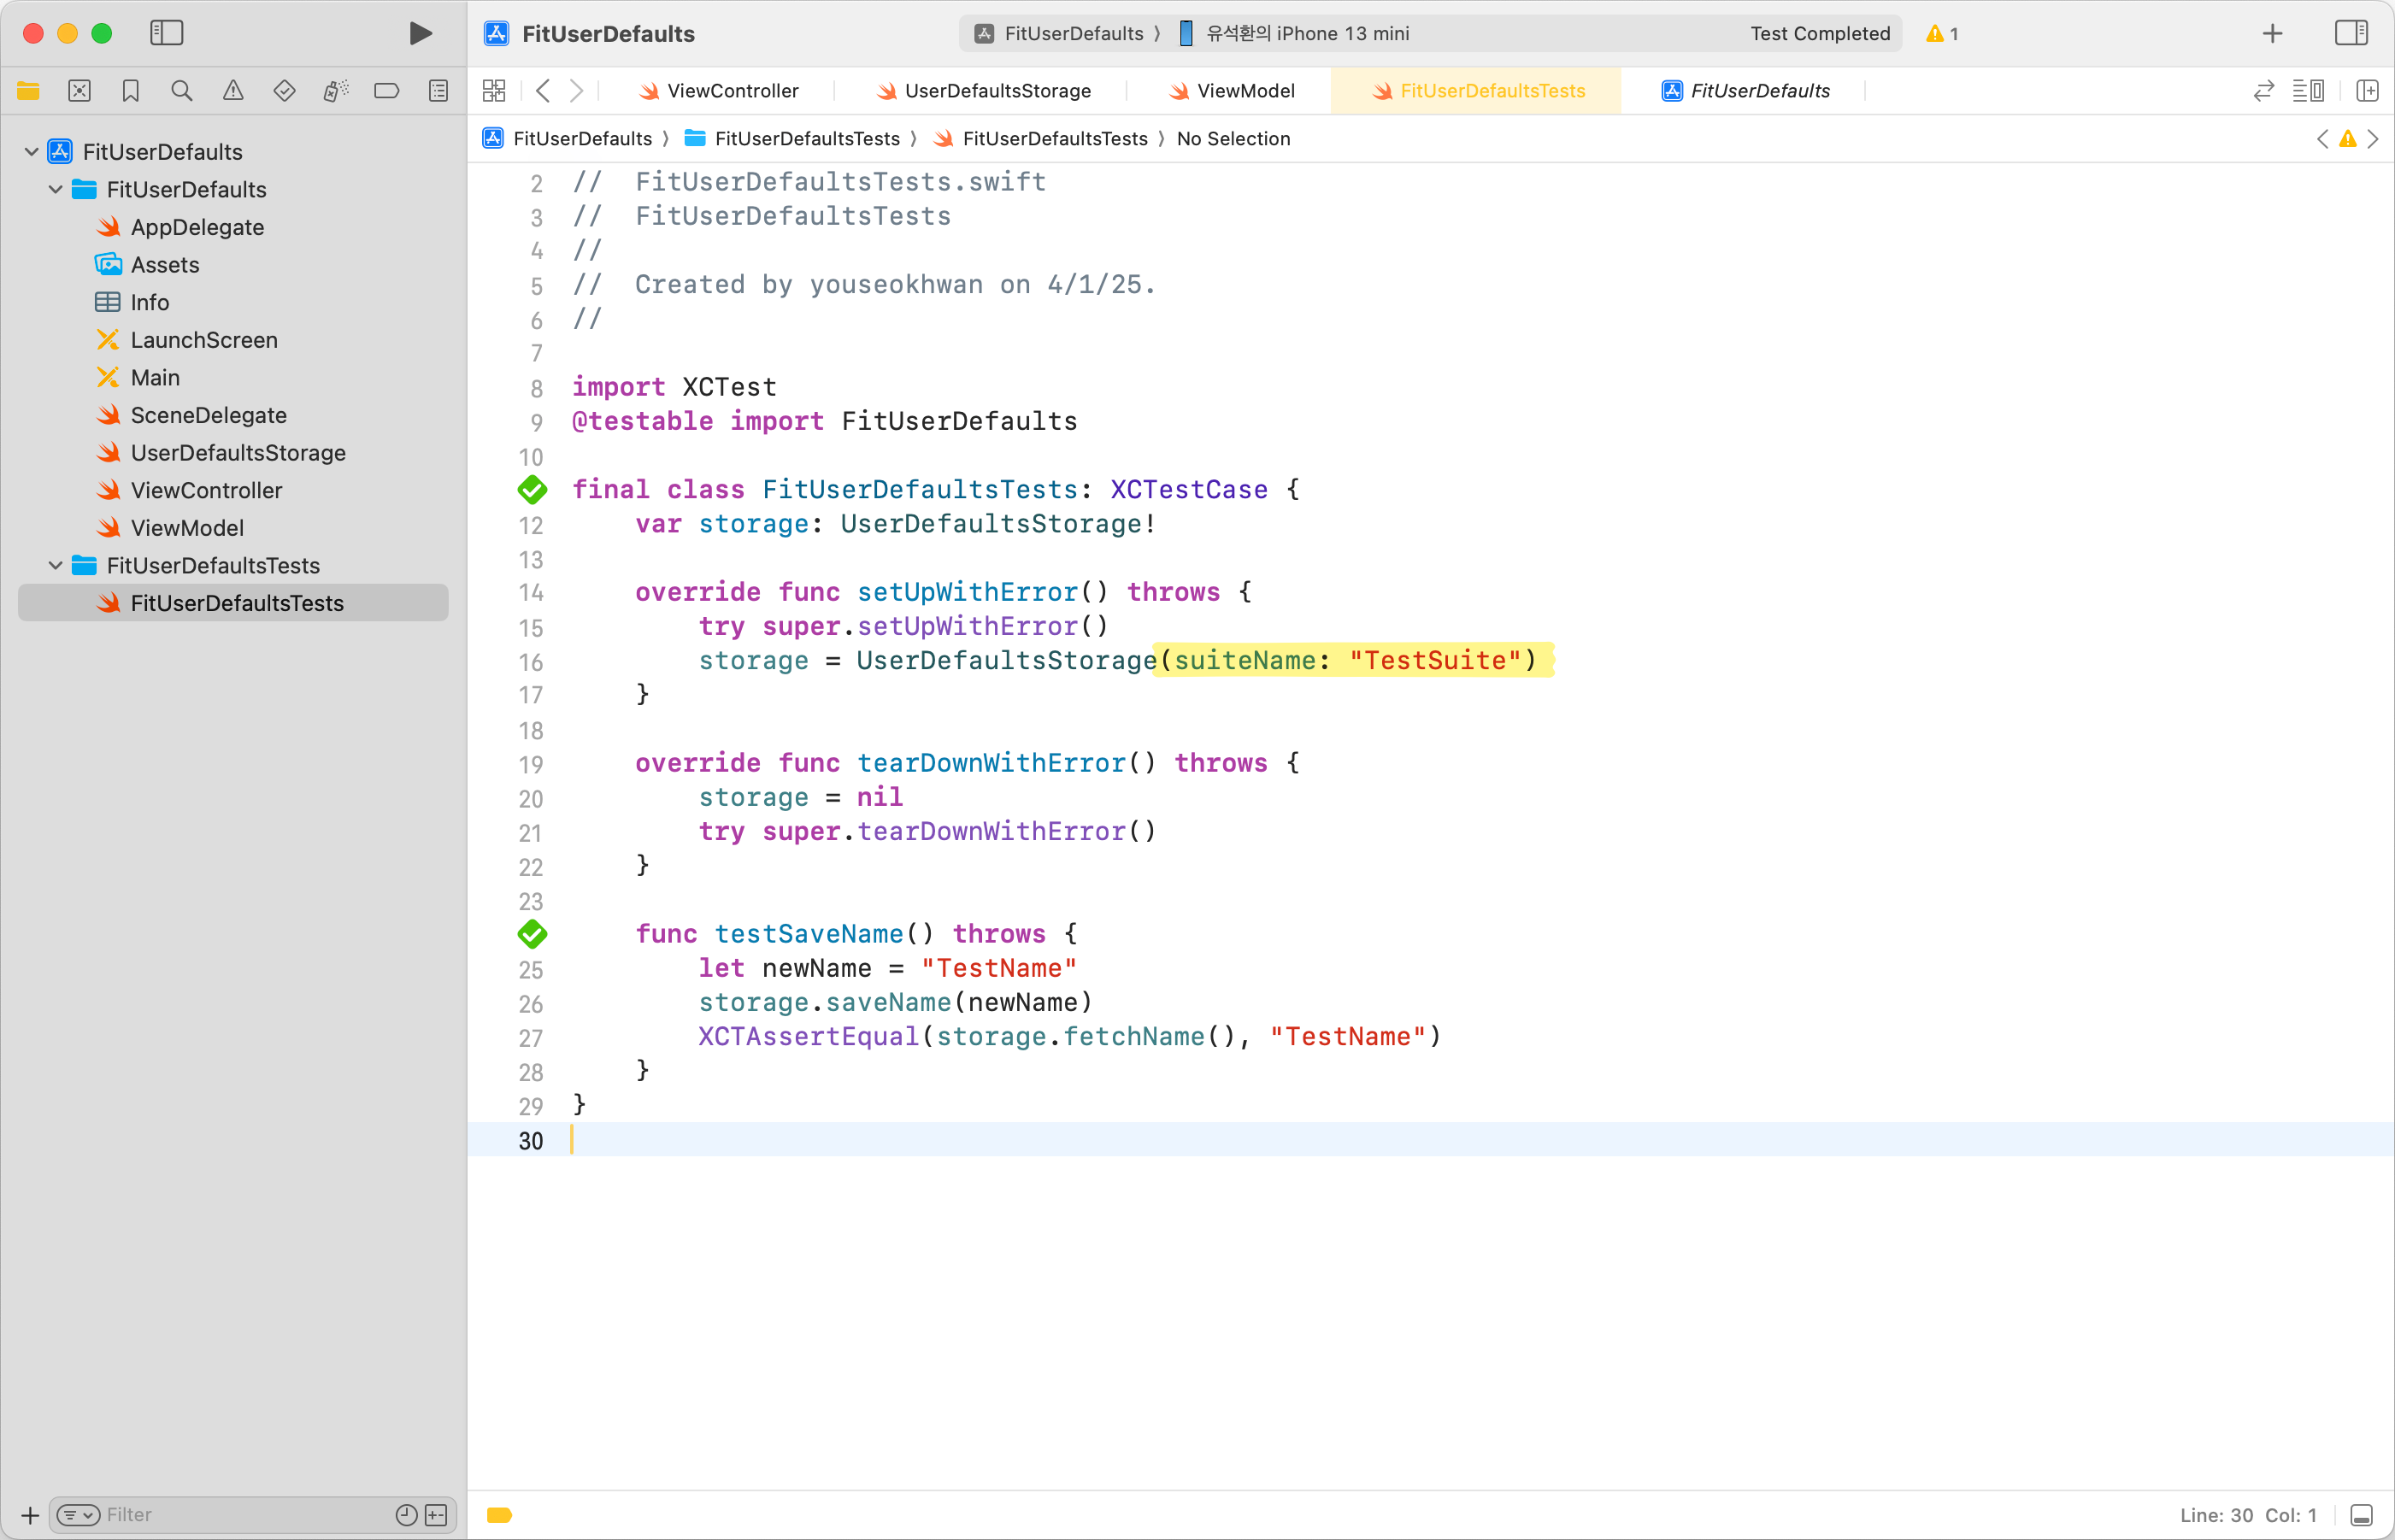 FitUserDefaults
FitUserDefaults 〉 유석환의 iPhone 13 mini
Test Completed
1
ViewController
UserDefaultsStorage
ViewModel
FitUserDefaultsTests
FitUserDefaults
FitUserDefaults 〉 FitUserDefaultsTests 〉 FitUserDefaultsTests 〉 No Selection
FitUserDefaults
FitUserDefaults
AppDelegate
Assets
Info
LaunchScreen
Main
SceneDelegate
UserDefaultsStorage
ViewController
ViewModel
FitUserDefaultsTests
FitUserDefaultsTests
2 //  FitUserDefaultsTests.swift
3 //  FitUserDefaultsTests
4 //
5 //  Created by youseokhwan on 4/1/25.
6 //
7
8 import XCTest
9 @testable import FitUserDefaults
10
final class FitUserDefaultsTests: XCTestCase {
12     var storage: UserDefaultsStorage!
13
14     override func setUpWithError() throws {
15         try super.setUpWithError()
16         storage = UserDefaultsStorage(suiteName: "TestSuite")
17     }
18
19     override func tearDownWithError() throws {
20         storage = nil
21         try super.tearDownWithError()
22     }
23
    func testSaveName() throws {
25         let newName = "TestName"
26         storage.saveName(newName)
27         XCTAssertEqual(storage.fetchName(), "TestName")
28     }
29 }
30
Filter
Line: 30  Col: 1